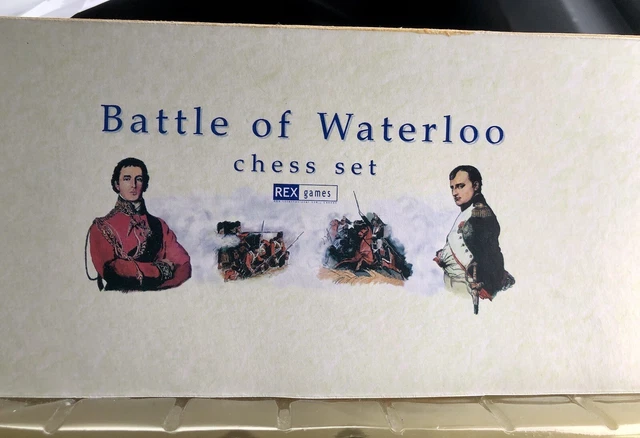 Battle of Waterloo
chess set
REX games